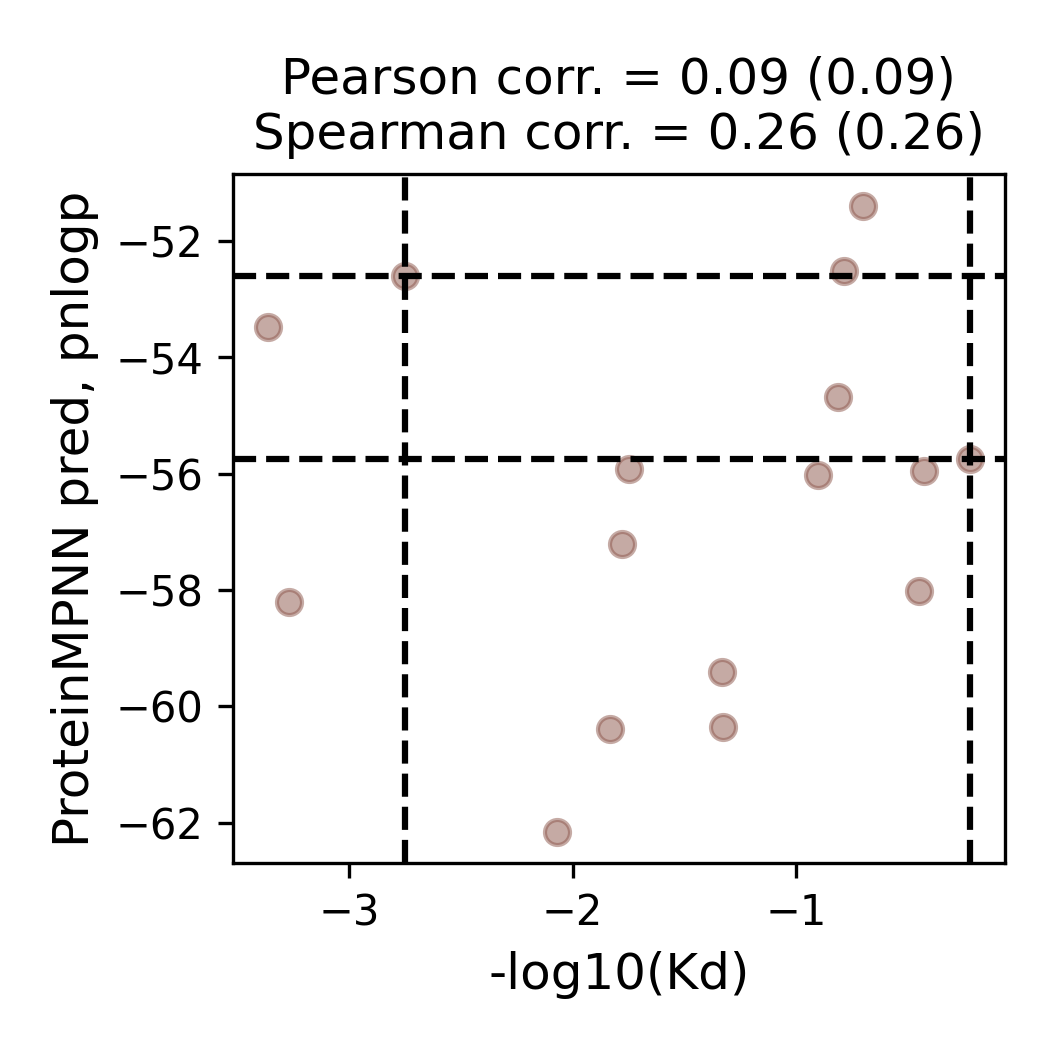 Pearson corr. = 0.09 (0.09)
Spearman corr. = 0.26 (0.26)
ProteinMPNN pred, pnlogp
−52
−54
−56
−58
−60
−62
−3
−2
−1
-log10(Kd)